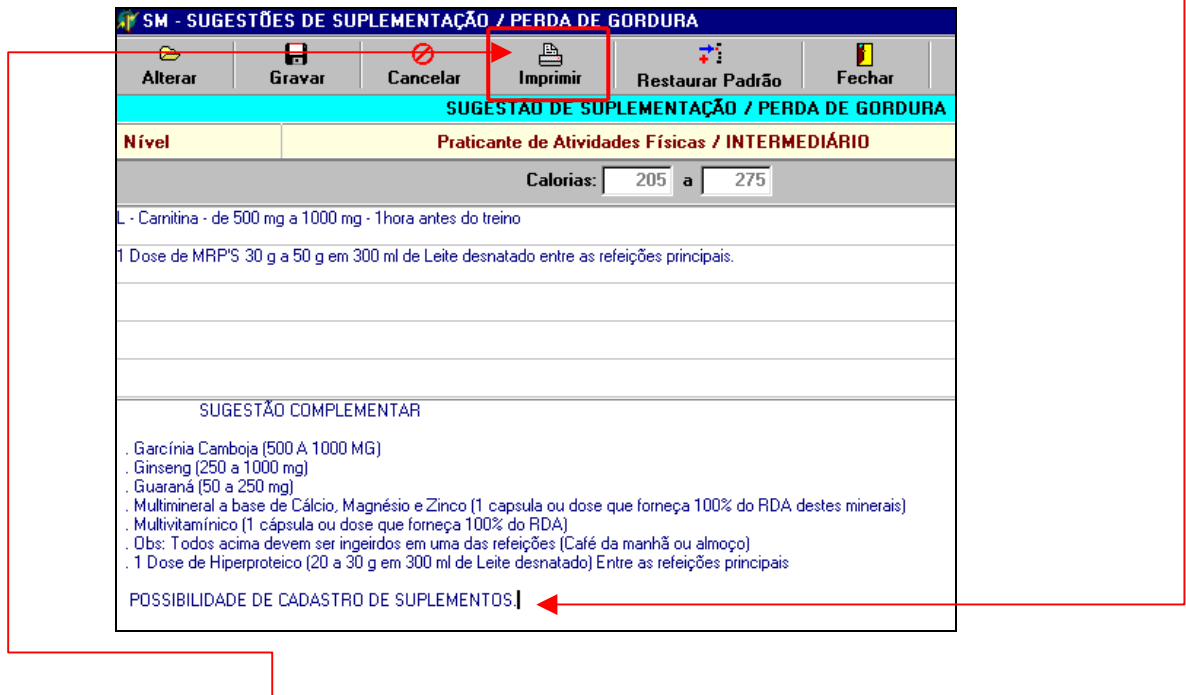 SM - SUGESTÕES DE SUPLEMENTAÇÃO / PERDA DE GORDURA
Alterar Gravar Cancelar Imprimir Restaurar Padrão Fechar
SUGESTÃO DE SUPLEMENTAÇÃO / PERDA DE GORDURA
Nível Praticante de Atividades Físicas / INTERMEDIÁRIO
Calorias: 205 a 275
L - Carnitina - de 500 mg a 1000 mg - 1hora antes do treino
1 Dose de MRP'S 30 g a 50 g em 300 ml de Leite desnatado entre as refeições principais.
SUGESTÃO COMPLEMENTAR
. Garcínia Camboja (500 A 1000 MG)
. Ginseng (250 a 1000 mg)
. Guaraná (50 a 250 mg)
. Multimineral a base de Cálcio, Magnésio e Zinco (1 capsula ou dose que forneça 100% do RDA destes minerais)
. Multivitamínico (1 cápsula ou dose que forneça 100% do RDA)
. Obs: Todos acima devem ser ingeirdos em uma das refeições (Café da manhã ou almoço)
. 1 Dose de Hiperproteico (20 a 30 g em 300 ml de Leite desnatado) Entre as refeições principais
POSSIBILIDADE DE CADASTRO DE SUPLEMENTOS.